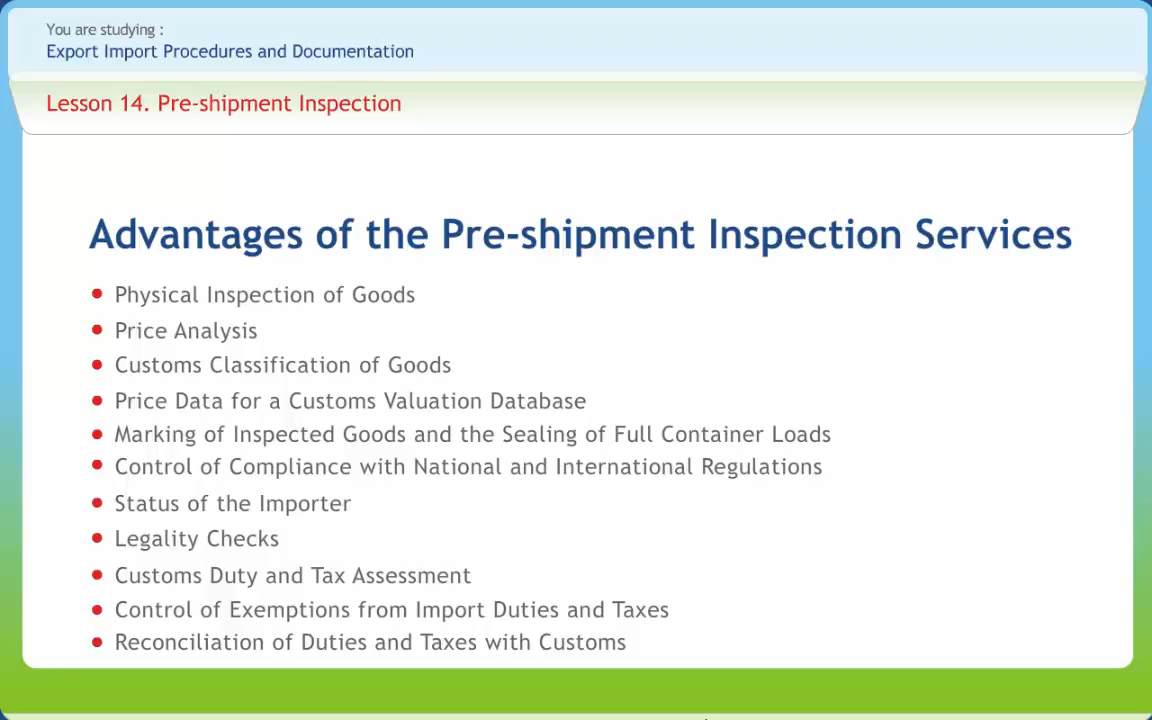 You are studying :
Export Import Procedures and Documentation
Lesson 14. Pre-shipment Inspection
Advantages of the Pre-shipment Inspection Services
• Physical Inspection of Goods
• Price Analysis
• Customs Classification of Goods
• Price Data for a Customs Valuation Database
• Marking of Inspected Goods and the Sealing of Full Container Loads
• Control of Compliance with National and International Regulations
• Status of the Importer
• Legality Checks
• Customs Duty and Tax Assessment
• Control of Exemptions from Import Duties and Taxes
• Reconciliation of Duties and Taxes with Customs